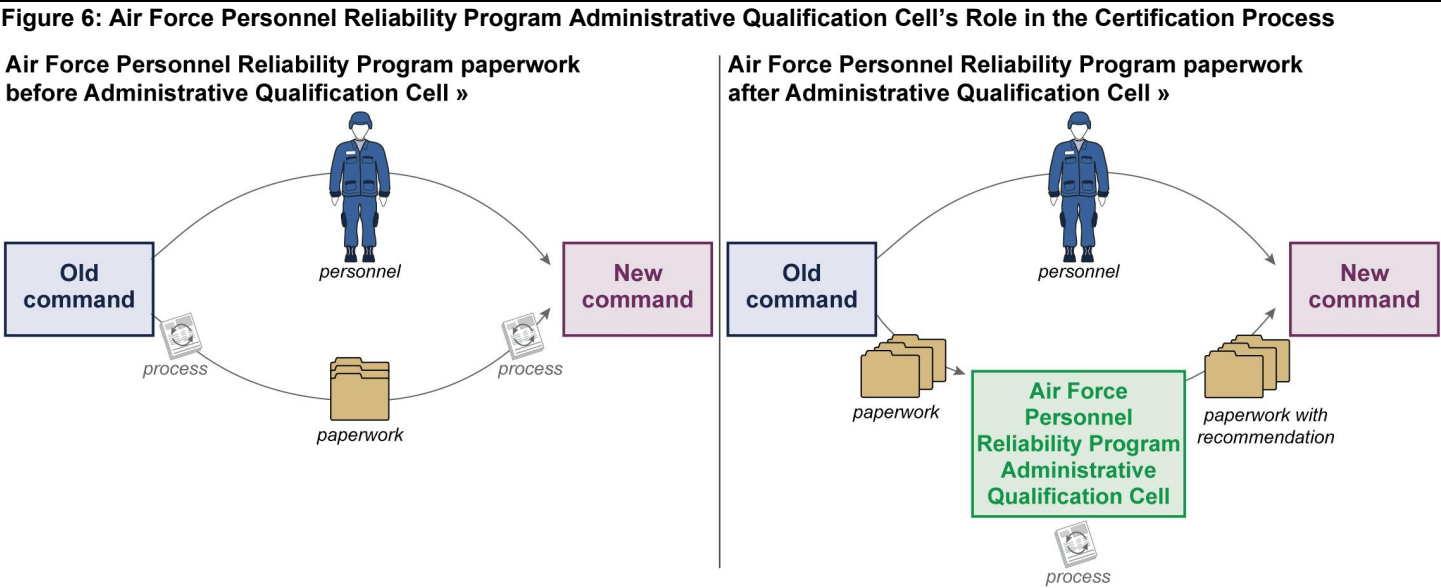 Figure 6: Air Force Personnel Reliability Program Administrative Qualification Cell's Role in the Certification Process
Air Force Personnel Reliability Program paperwork
before Administrative Qualification Cell »
personnel
Old
command
New
command
process
process
paperwork
Air Force Personnel Reliability Program paperwork
after Administrative Qualification Cell »
personnel
Old
command
New
command
paperwork
Air Force
Personnel
Reliability Program
Administrative
Qualification Cell
paperwork with
recommendation
process